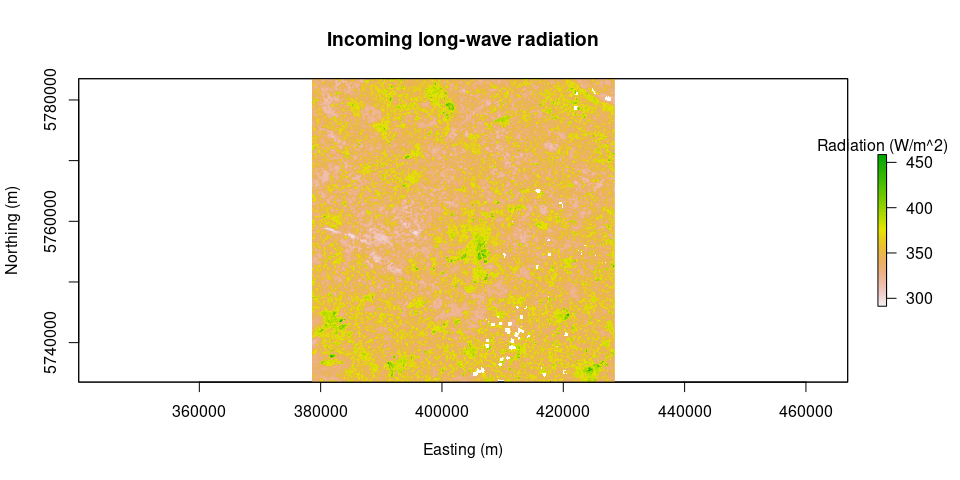 Incoming long-wave radiation
Radiation (W/m^2)
450
400
350
300
Northing (m)
5780000
5760000
5740000
360000 380000 400000 420000 440000 460000
Easting (m)